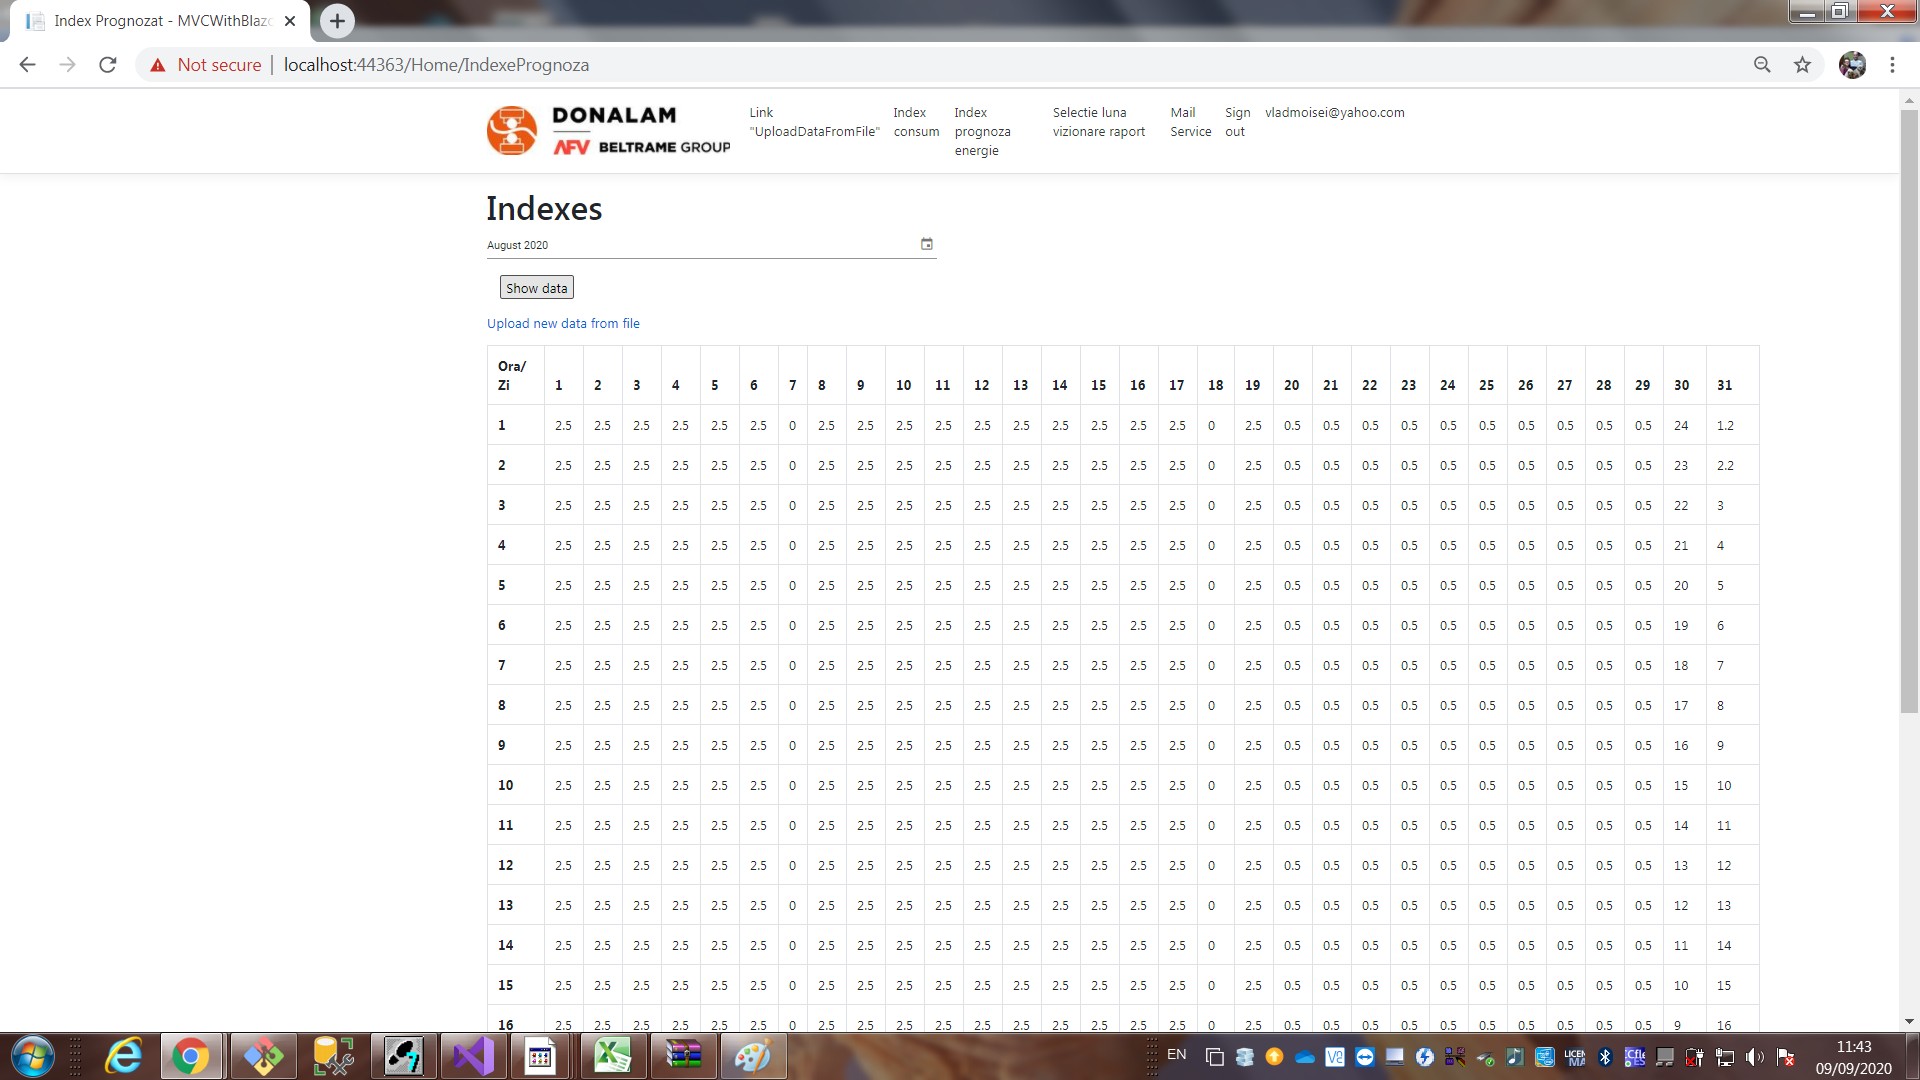 Index Prognozat - MVCWithBlazo
Not secure | localhost:44363/Home/IndexePrognoza
DONALAM
AFV BELTRAME GROUP
Link "UploadDataFromFile"
Index consum
Index prognoza energie
Selectie luna vizionare raport
Mail Service
Sign out
vladmoisei@yahoo.com
Indexes
August 2020
Show data
Upload new data from file
Ora/Zi 1 2 3 4 5 6 7 8 9 10 11 12 13 14 15 16 17 18 19 20 21 22 23 24 25 26 27 28 29 30 31
1 2.5 2.5 2.5 2.5 2.5 2.5 0 2.5 2.5 2.5 2.5 2.5 2.5 2.5 2.5 2.5 2.5 0 2.5 0.5 0.5 0.5 0.5 0.5 0.5 0.5 0.5 0.5 0.5 24 1.2
2 2.5 2.5 2.5 2.5 2.5 2.5 0 2.5 2.5 2.5 2.5 2.5 2.5 2.5 2.5 2.5 2.5 0 2.5 0.5 0.5 0.5 0.5 0.5 0.5 0.5 0.5 0.5 0.5 23 2.2
3 2.5 2.5 2.5 2.5 2.5 2.5 0 2.5 2.5 2.5 2.5 2.5 2.5 2.5 2.5 2.5 2.5 0 2.5 0.5 0.5 0.5 0.5 0.5 0.5 0.5 0.5 0.5 0.5 22 3
4 2.5 2.5 2.5 2.5 2.5 2.5 0 2.5 2.5 2.5 2.5 2.5 2.5 2.5 2.5 2.5 2.5 0 2.5 0.5 0.5 0.5 0.5 0.5 0.5 0.5 0.5 0.5 0.5 21 4
5 2.5 2.5 2.5 2.5 2.5 2.5 0 2.5 2.5 2.5 2.5 2.5 2.5 2.5 2.5 2.5 2.5 0 2.5 0.5 0.5 0.5 0.5 0.5 0.5 0.5 0.5 0.5 0.5 20 5
6 2.5 2.5 2.5 2.5 2.5 2.5 0 2.5 2.5 2.5 2.5 2.5 2.5 2.5 2.5 2.5 2.5 0 2.5 0.5 0.5 0.5 0.5 0.5 0.5 0.5 0.5 0.5 0.5 19 6
7 2.5 2.5 2.5 2.5 2.5 2.5 0 2.5 2.5 2.5 2.5 2.5 2.5 2.5 2.5 2.5 2.5 0 2.5 0.5 0.5 0.5 0.5 0.5 0.5 0.5 0.5 0.5 0.5 18 7
8 2.5 2.5 2.5 2.5 2.5 2.5 0 2.5 2.5 2.5 2.5 2.5 2.5 2.5 2.5 2.5 2.5 0 2.5 0.5 0.5 0.5 0.5 0.5 0.5 0.5 0.5 0.5 0.5 17 8
9 2.5 2.5 2.5 2.5 2.5 2.5 0 2.5 2.5 2.5 2.5 2.5 2.5 2.5 2.5 2.5 2.5 0 2.5 0.5 0.5 0.5 0.5 0.5 0.5 0.5 0.5 0.5 0.5 16 9
10 2.5 2.5 2.5 2.5 2.5 2.5 0 2.5 2.5 2.5 2.5 2.5 2.5 2.5 2.5 2.5 2.5 0 2.5 0.5 0.5 0.5 0.5 0.5 0.5 0.5 0.5 0.5 0.5 15 10
11 2.5 2.5 2.5 2.5 2.5 2.5 0 2.5 2.5 2.5 2.5 2.5 2.5 2.5 2.5 2.5 2.5 0 2.5 0.5 0.5 0.5 0.5 0.5 0.5 0.5 0.5 0.5 0.5 14 11
12 2.5 2.5 2.5 2.5 2.5 2.5 0 2.5 2.5 2.5 2.5 2.5 2.5 2.5 2.5 2.5 2.5 0 2.5 0.5 0.5 0.5 0.5 0.5 0.5 0.5 0.5 0.5 0.5 13 12
13 2.5 2.5 2.5 2.5 2.5 2.5 0 2.5 2.5 2.5 2.5 2.5 2.5 2.5 2.5 2.5 2.5 0 2.5 0.5 0.5 0.5 0.5 0.5 0.5 0.5 0.5 0.5 0.5 12 13
14 2.5 2.5 2.5 2.5 2.5 2.5 0 2.5 2.5 2.5 2.5 2.5 2.5 2.5 2.5 2.5 2.5 0 2.5 0.5 0.5 0.5 0.5 0.5 0.5 0.5 0.5 0.5 0.5 11 14
15 2.5 2.5 2.5 2.5 2.5 2.5 0 2.5 2.5 2.5 2.5 2.5 2.5 2.5 2.5 2.5 2.5 0 2.5 0.5 0.5 0.5 0.5 0.5 0.5 0.5 0.5 0.5 0.5 10 15
16 2.5 2.5 2.5 2.5 2.5 2.5 0 2.5 2.5 2.5 2.5 2.5 2.5 2.5 2.5 2.5 2.5 0 2.5 0.5 0.5 0.5 0.5 0.5 0.5 0.5 0.5 0.5 0.5 9 16
EN
11:43
09/09/2020